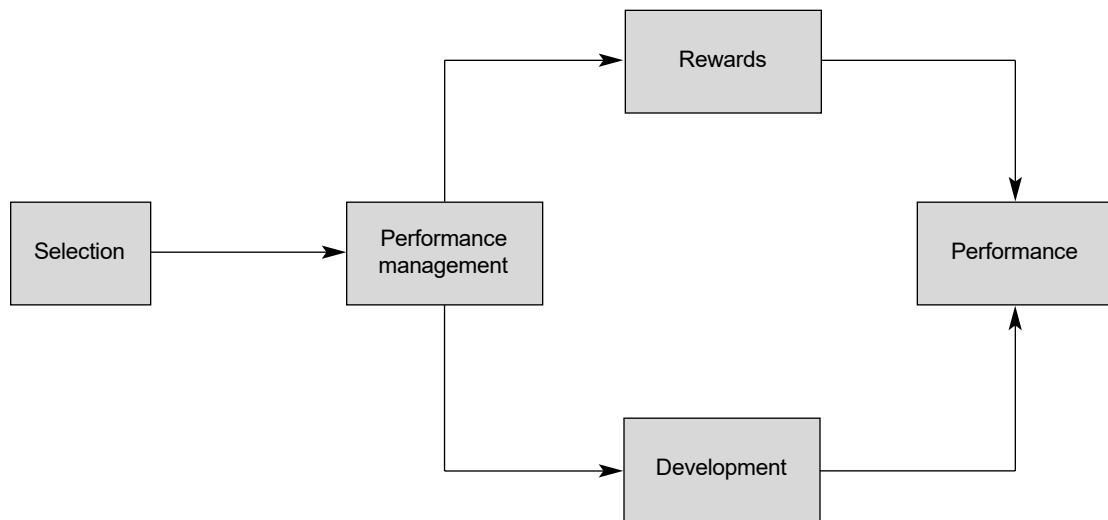 Rewards
Selection
Performance
management
Performance
Development